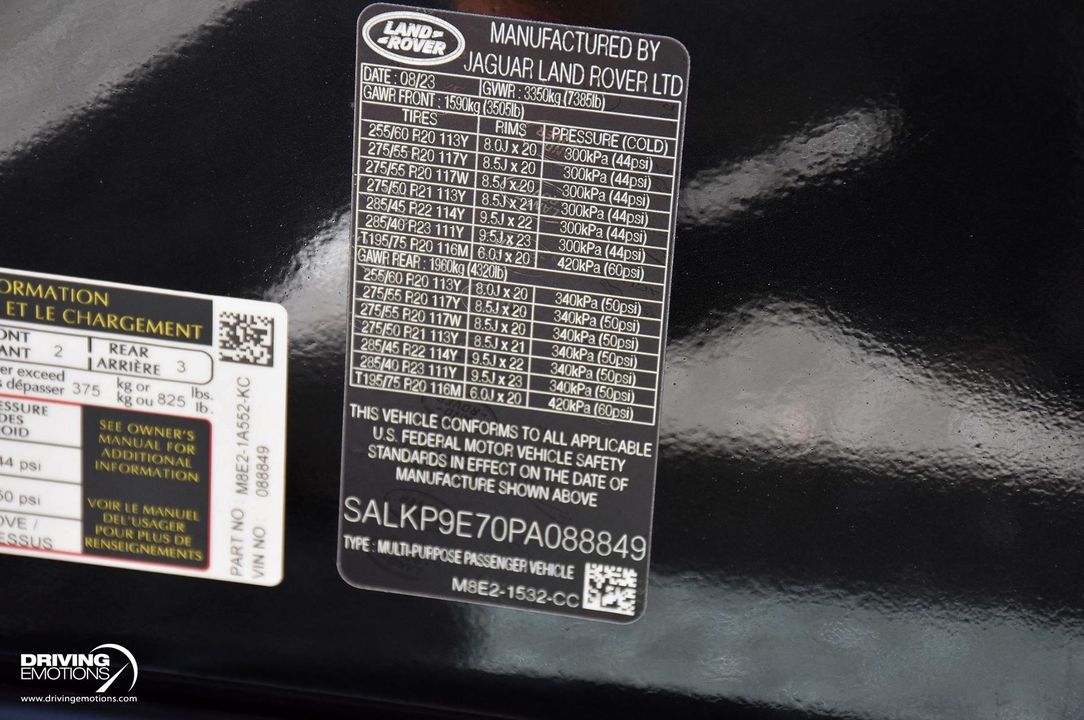 LAND-
-ROVER
MANUFACTURED BY
JAGUAR LAND ROVER LTD
DATE : 08/23 GVWR : 3350kg (7385lb)
GAWR FRONT : 1590kg (3505lb)
TIRES RIMS PRESSURE (COLD)
255/60 R20 113Y 8.0J x 20 300kPa (44psi)
275/55 R20 117Y 8.5J x 20 300kPa (44psi)
275/55 R20 117W 8.5J x 20 300kPa (44psi)
275/50 R21 113Y 8.5J x 21 300kPa (44psi)
285/45 R22 114Y 9.5J x 22 300kPa (44psi)
285/40 R23 111Y 9.5J x 23 300kPa (44psi)
T195/75 R20 116M 6.0J x 20 420kPa (60psi)
GAWR REAR : 1960kg (4320lb)
255/60 R20 113Y 8.0J x 20 340kPa (50psi)
275/55 R20 117Y 8.5J x 20 340kPa (50psi)
275/55 R20 117W 8.5J x 20 340kPa (50psi)
275/50 R21 113Y 8.5J x 21 340kPa (50psi)
285/45 R22 114Y 9.5J x 22 340kPa (50psi)
285/40 R23 111Y 9.5J x 23 340kPa (50psi)
T195/75 R20 116M 6.0J x 20 420kPa (60psi)
THIS VEHICLE CONFORMS TO ALL APPLICABLE
U.S. FEDERAL MOTOR VEHICLE SAFETY
STANDARDS IN EFFECT ON THE DATE OF
MANUFACTURE SHOWN ABOVE
SALKP9E70PA088849
TYPE : MULTI-PURPOSE PASSENGER VEHICLE
M8E2-1532-CC
ORMATION
ET LE CHARGEMENT
ONT
ANT 2
REAR
ARRIÈRE 3
er exceed
s dépasser 375 kg or
kg ou 825 lbs.
lb.
ESSURE
DES
OID
44 psi
50 psi
OVE /
ESSUS
SEE OWNER'S
MANUAL FOR
ADDITIONAL
INFORMATION
VOIR LE MANUEL
DEL'USAGER
POUR PLUS DE
RENSEIGNEMENTS
PART NO : M8E2-1A552-KC
VIN NO 088849
DRIVING
EMOTIONS
www.drivingemotions.com